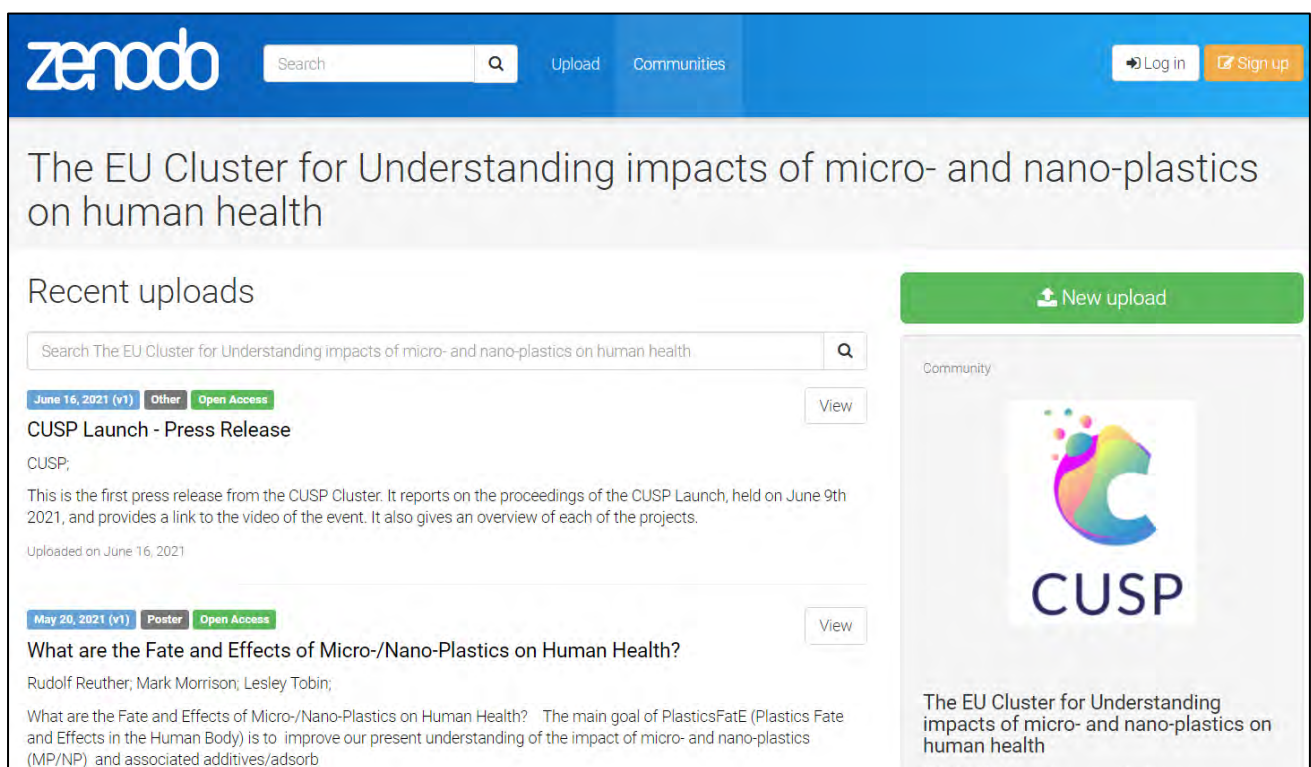 zenodo
Search
Upload
Communities
Log in
Sign up
The EU Cluster for Understanding impacts of micro- and nano-plastics
on human health
Recent uploads
New upload
Search The EU Cluster for Understanding impacts of micro- and nano-plastics on human health
June 16, 2021 (v1) Other Open Access
View
CUSP Launch - Press Release
CUSP;
This is the first press release from the CUSP Cluster. It reports on the proceedings of the CUSP Launch, held on June 9th
2021, and provides a link to the video of the event. It also gives an overview of each of the projects.
Uploaded on June 16, 2021
May 20, 2021 (v1) Poster Open Access
View
What are the Fate and Effects of Micro-/Nano-Plastics on Human Health?
Rudolf Reuther; Mark Morrison; Lesley Tobin;
What are the Fate and Effects of Micro-/Nano-Plastics on Human Health? The main goal of PlasticsFatE (Plastics Fate
and Effects in the Human Body) is to improve our present understanding of the impact of micro- and nano-plastics
(MP/NP) and associated additives/adsorb
Community
C
CUSP
The EU Cluster for Understanding
impacts of micro- and nano-plastics on
human health